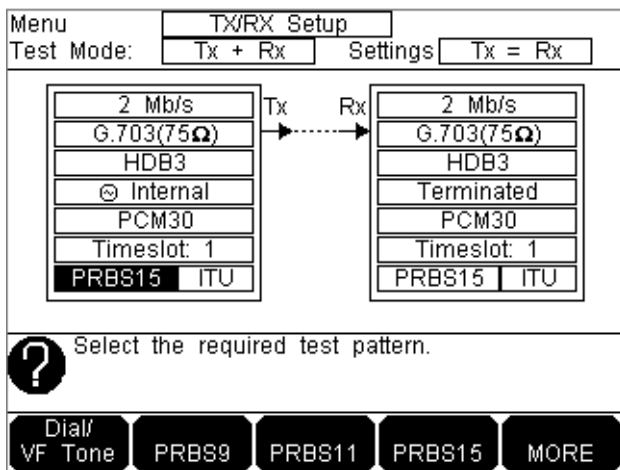 Menu TX/RX Setup
Test Mode: Tx + Rx Settings Tx = Rx
2 Mb/s Tx Rx 2 Mb/s
G.703(75Ω) G.703(75Ω)
HDB3 HDB3
Internal Terminated
PCM30 PCM30
Timeslot: 1 Timeslot: 1
PRBS15 ITU PRBS15 ITU
? Select the required test pattern.
Dial/
VF Tone PRBS9 PRBS11 PRBS15 MORE